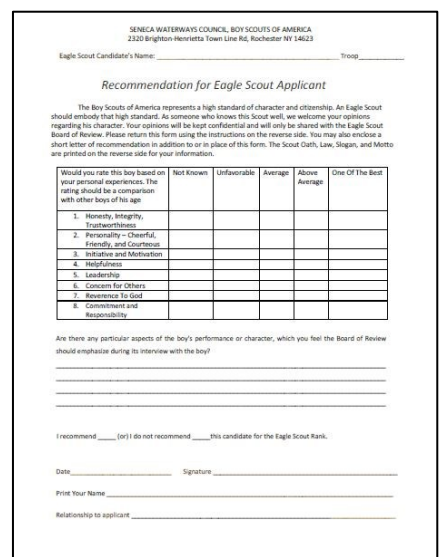 SENECA WATERWAYS COUNCIL, BOY SCOUTS OF AMERICA
2320 Brighton-Henrietta Town Line Rd, Rochester NY 14623
Eagle Scout Candidate's Name: ______ Troop______
Recommendation for Eagle Scout Applicant
The Boy Scouts of America represents a high standard of character and citizenship. An Eagle Scout
should embody that high standard. As someone who knows this Scout well, we welcome your opinions
regarding his character. Your opinions will be kept confidential and will only be shared with the Eagle Scout
Board of Review. Please return this form using the instructions on the reverse side. You may also enclose a
short letter of recommendation in addition to or in place of this form. The Scout Oath, Law, Slogan, and Motto
are printed on the reverse side for your information.
Would you rate this boy based on Not Known Unfavorable Average Above One Of The Best
your personal experiences. The Average
rating should be a comparison
with other boys of his age
1. Honesty, Integrity,
Trustworthiness
2. Personality – Cheerful,
Friendly, and Courteous
3. Initiative and Motivation
4. Helpfulness
5. Leadership
6. Concern for Others
7. Reverence To God
8. Commitment and
Responsibility
Are there any particular aspects of the boy's performance or character, which you feel the Board of Review
should emphasize during its interview with the boy?
I recommend _____ (or) I do not recommend _____this candidate for the Eagle Scout Rank.
Date______ Signature ______
Print Your Name ______
Relationship to applicant ______